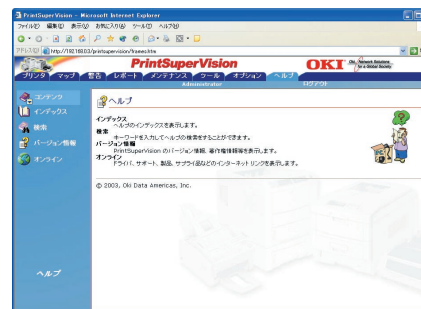 PrintSuperVision - Microsoft Internet Explorer
ファイル(F) 編集(E) 表示(V) お気に入り(A) ツール(T) ヘルプ(H)
アドレス(D) http://192.168.0.3/printsupervision/frames.htm
PrintSuperVision
OKI Network Solutions for a Global Society
プリンタ マップ 警告 レポート メンテナンス ツール オプション ヘルプ
Administrator ログアウト
コンテンツ
インデックス
検索
バージョン情報
オンライン
ヘルプ
ヘルプ
インデックス
ヘルプのインデックスを表示します。
検索
キーワードを入力してヘルプの検索をすることができます。
バージョン情報
PrintSuperVision のバージョン情報、著作権情報等を表示します。
オンライン
ドライバ、サポート、製品、サプライ品などのインターネットリンクを表示します。
© 2003, Oki Data Americas, Inc.